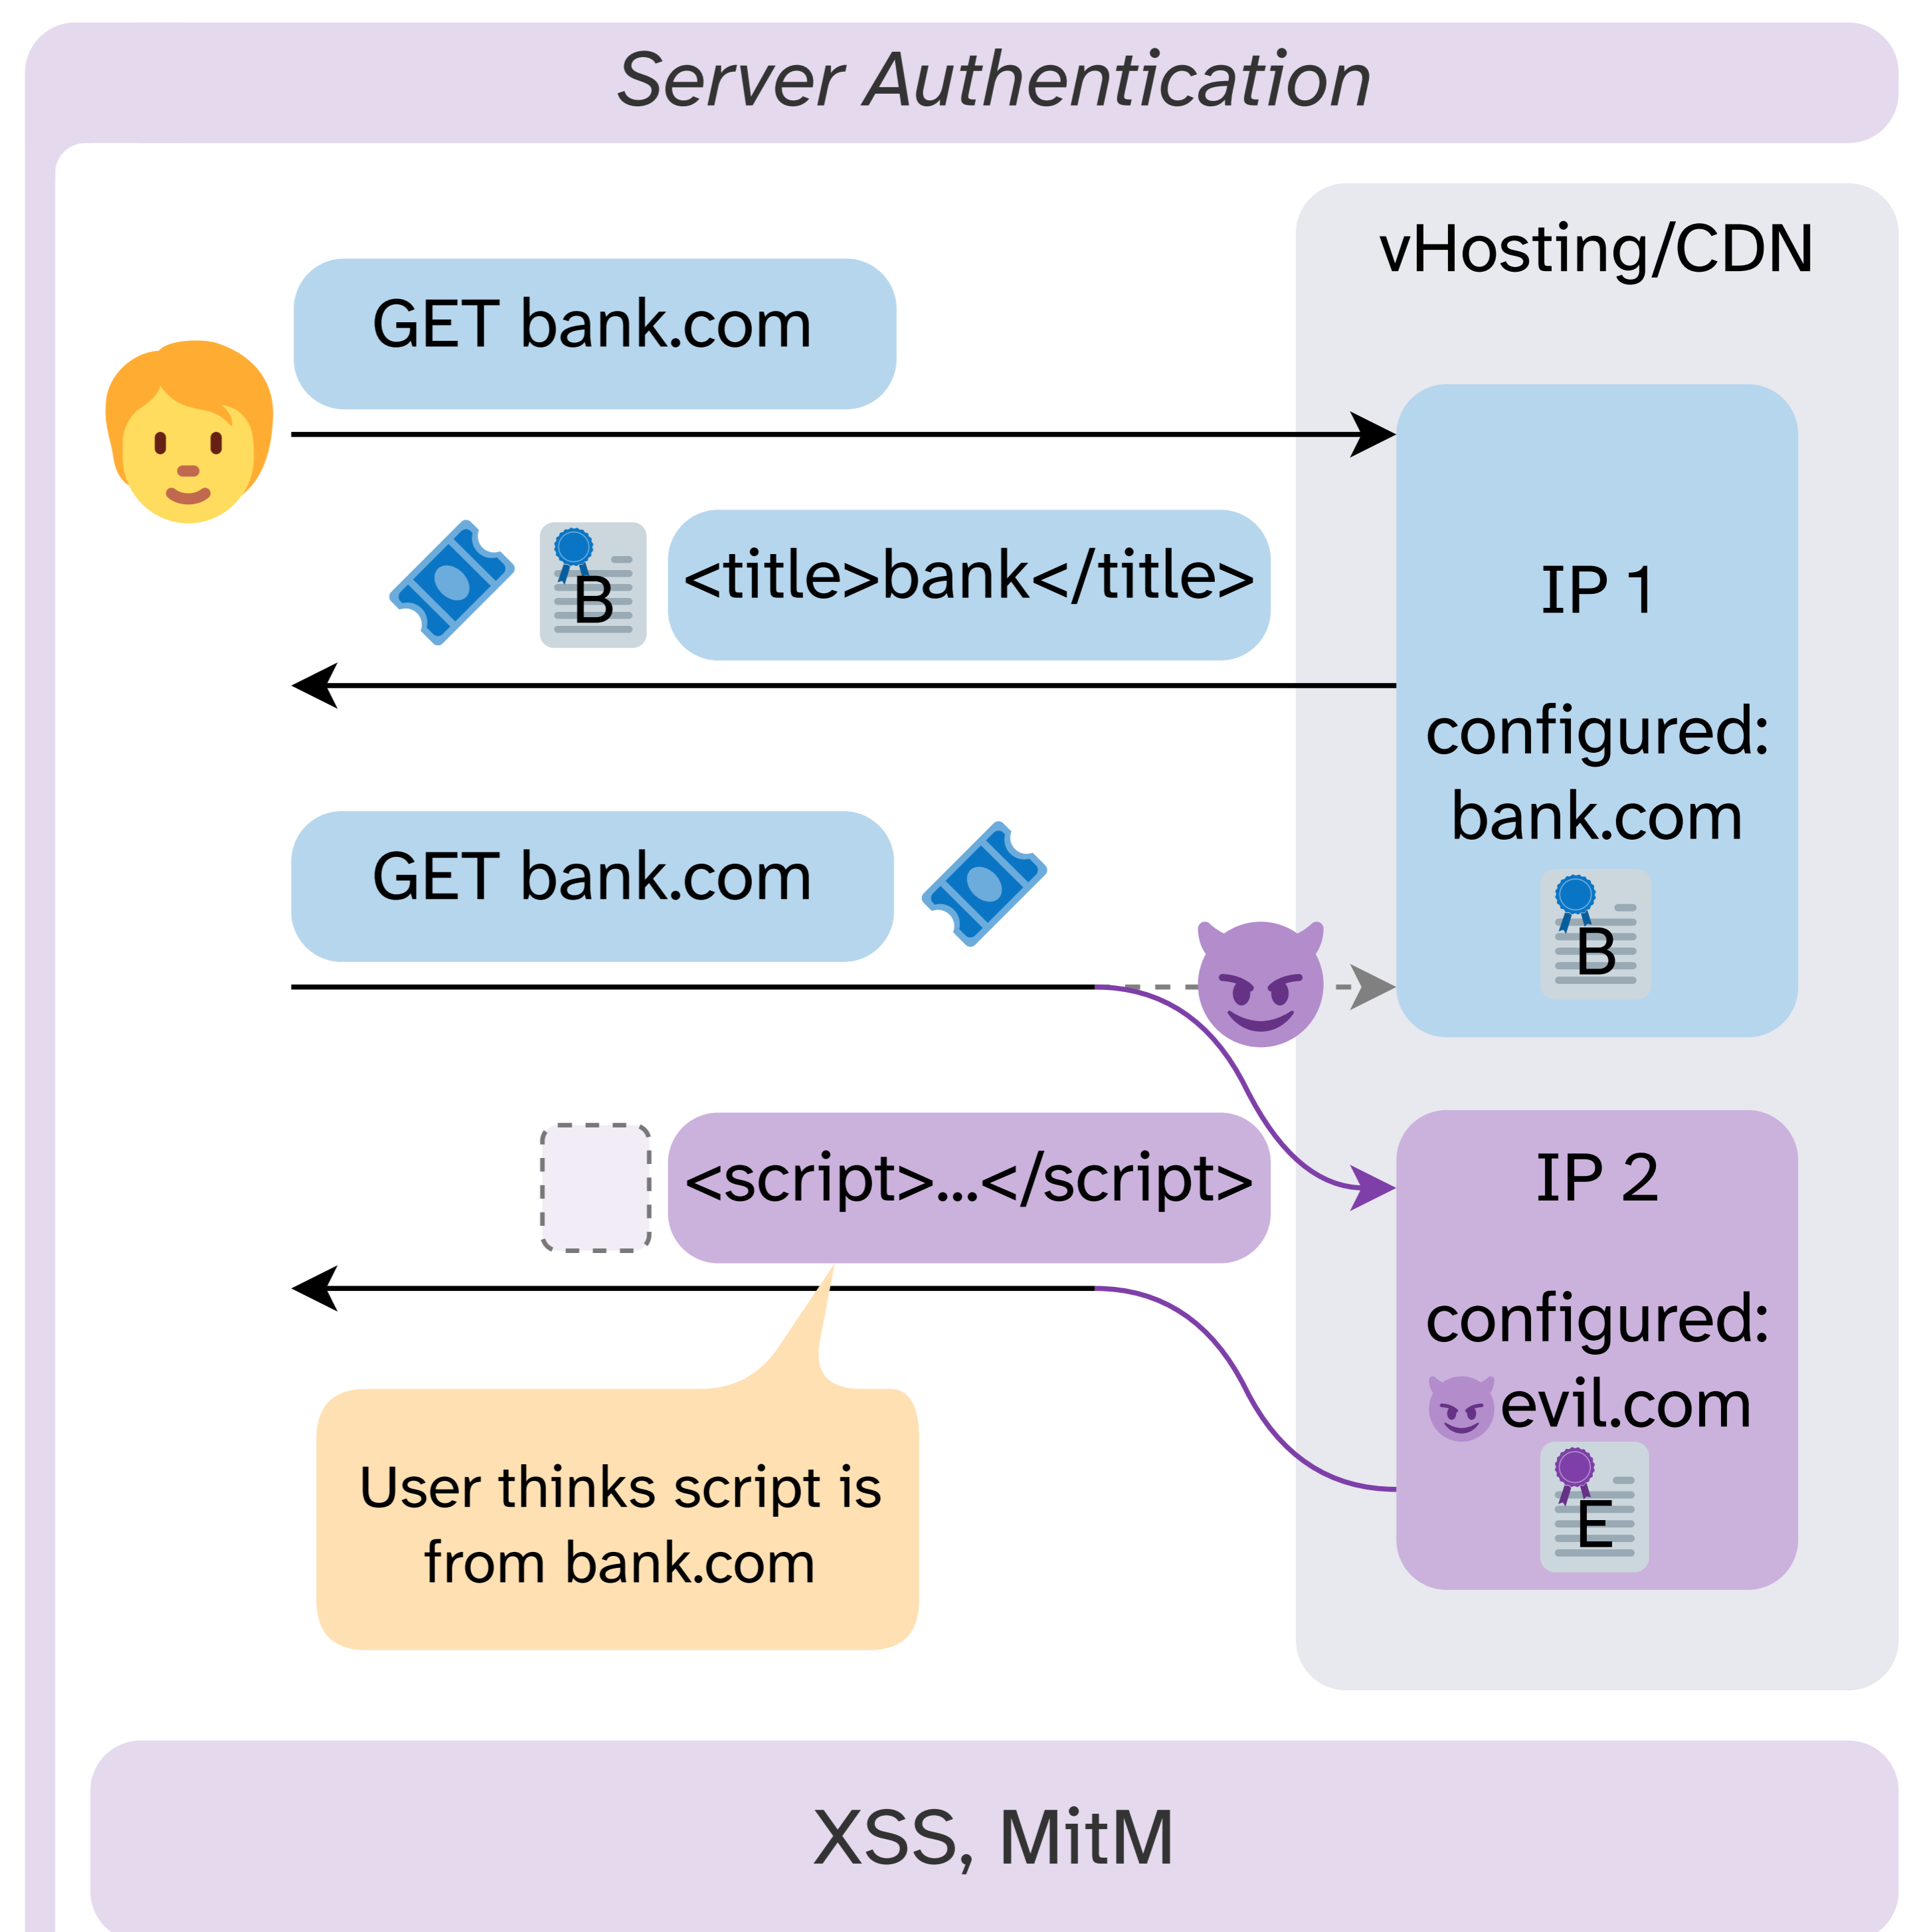 Server Authentication
vHosting/CDN
GET bank.com
<title>bank</title>
B
IP 1
configured:
bank.com
B
GET bank.com
<script>...</script>
IP 2
configured:
evil.com
E
User thinks script is
from bank.com
XSS, MitM